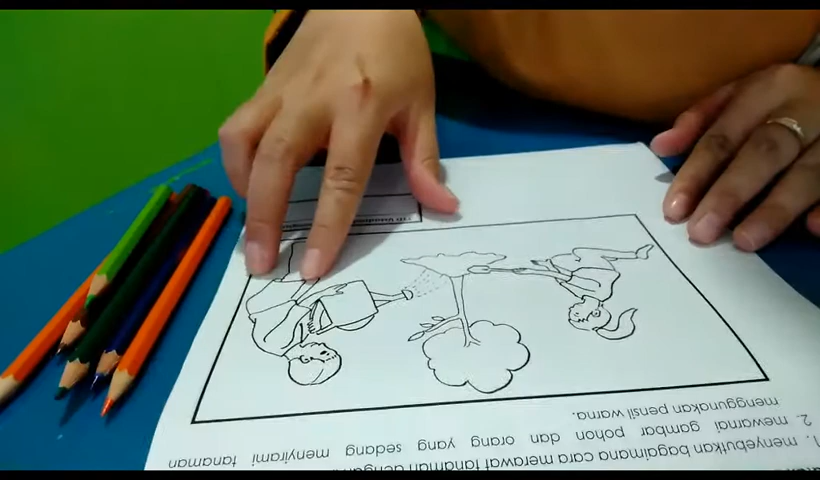 1. menyebutkan bagaimana cara merawat tanaman dengan
2. mewarnai gambar pohon dan orang yang sedang menyirami tanaman
menggunakan pensil warna.